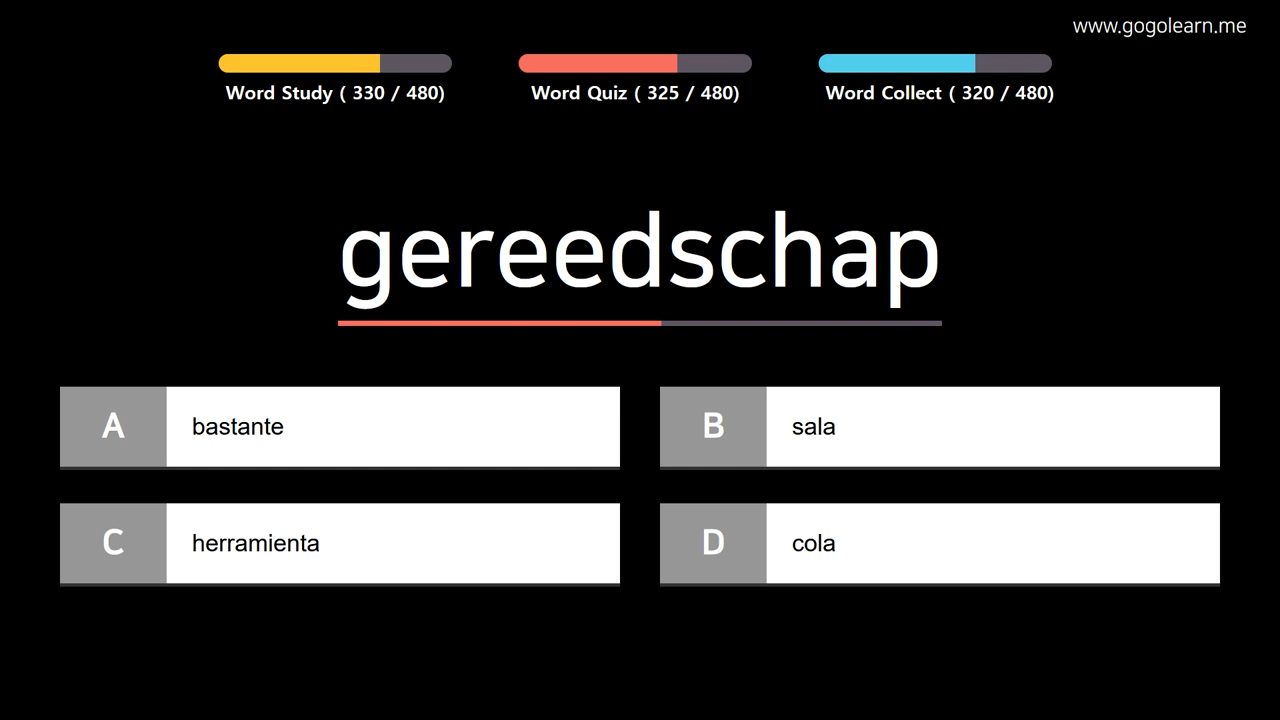 www.gogolearn.me
Word Study ( 330 / 480)
Word Quiz ( 325 / 480)
Word Collect ( 320 / 480)
gereedschap
A bastante
B sala
C herramienta
D cola